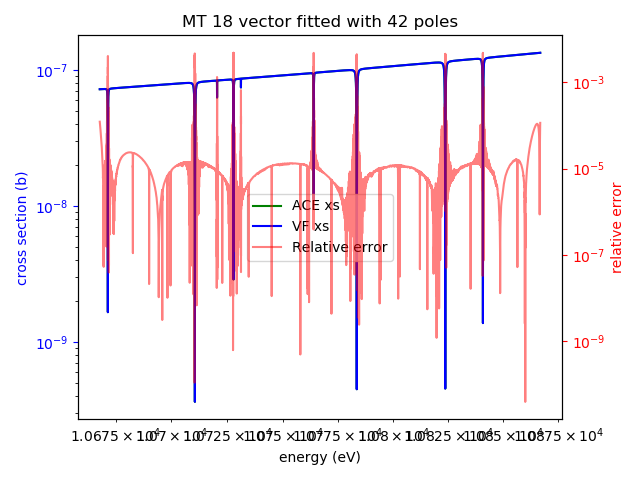 MT 18 vector fitted with 42 poles
10⁻⁷
10⁻⁸
10⁻⁹
cross section (b)
10⁻³
10⁻⁵
10⁻⁷
10⁻⁹
relative error
ACE xs
VF xs
Relative error
1.0675 × 10⁴ 1.07 × 10⁴ 1.0725 × 10⁴ 1.075 × 10⁴ 1.0775 × 10⁴ 1.08 × 10⁴ 1.0825 × 10⁴ 1.085 × 10⁴ 1.0875 × 10⁴
energy (eV)